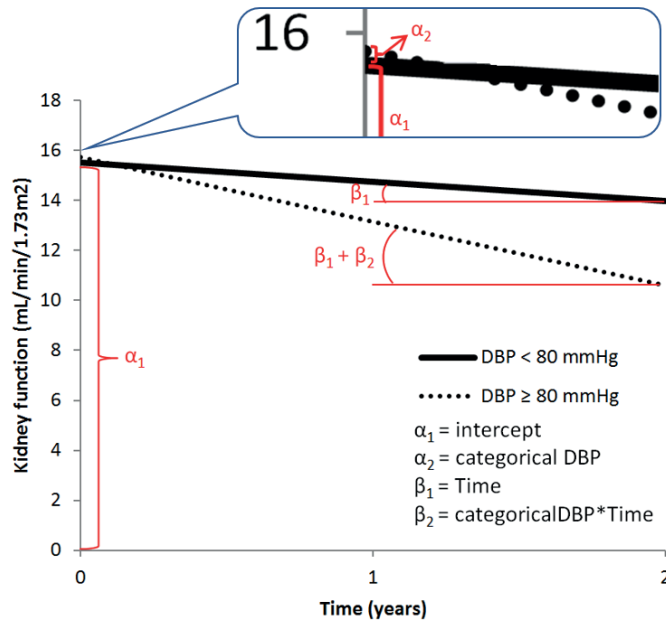 16
α2
α1
18
16
14
12
10
8
6
4
2
0
Kidney function (mL/min/1.73m2)
β1
β1 + β2
α1
DBP < 80 mmHg
DBP ≥ 80 mmHg
α1 = intercept
α2 = categorical DBP
β1 = Time
β2 = categoricalDBP*Time
0
1
2
Time (years)